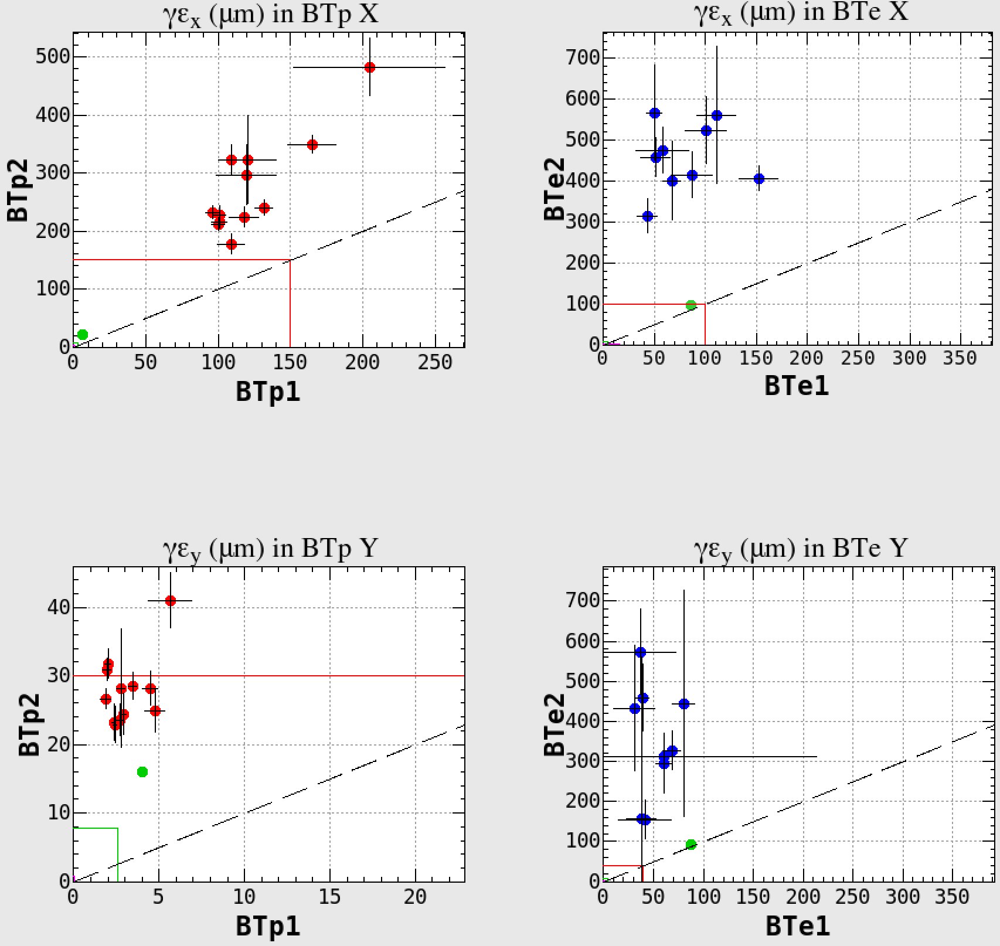 γεx (μm) in BTp X
500
400
300
200
100
0
BTp2
0 50 100 150 200 250
BTp1
γεx (μm) in BTe X
700
600
500
400
300
200
100
0
BTe2
0 50 100 150 200 250 300 350
BTe1
γεy (μm) in BTp Y
40
30
20
10
0
BTp2
0 5 10 15 20
BTp1
γεy (μm) in BTe Y
700
600
500
400
300
200
100
0
BTe2
0 50 100 150 200 250 300 350
BTe1